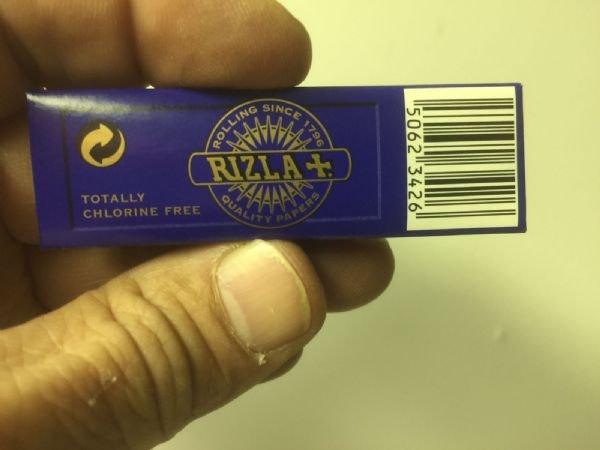 ROLLING SINCE 1796
RIZLA+
QUALITY PAPERS
TOTALLY
CHLORINE FREE
5062 3426